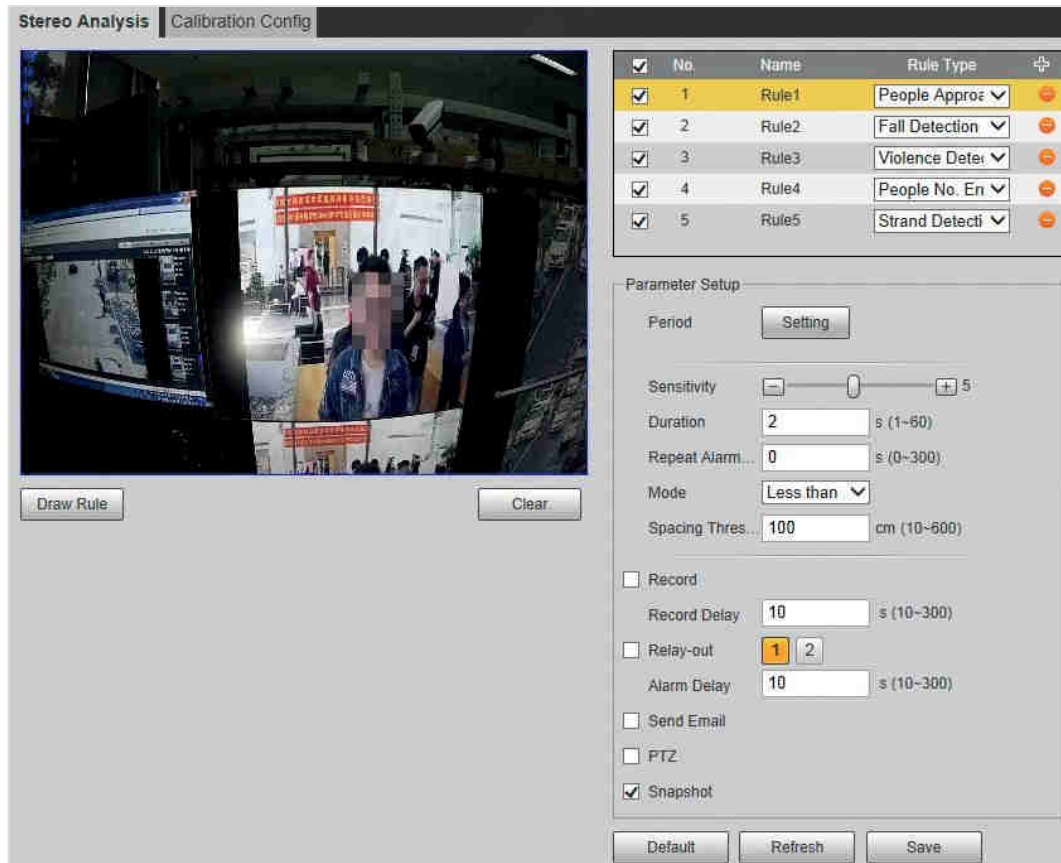 Stereo Analysis Calibration Config
No. Name Rule Type
1 Rule1 People Approa
2 Rule2 Fall Detection
3 Rule3 Violence Dete
4 Rule4 People No. En
5 Rule5 Strand Detecti
Draw Rule Clear
Parameter Setup
Period Setting
Sensitivity 5
Duration 2 s (1~60)
Repeat Alarm... 0 s (0~300)
Mode Less than
Spacing Thres... 100 cm (10~600)
Record
Record Delay 10 s (10~300)
Relay-out 1 2
Alarm Delay 10 s (10~300)
Send Email
PTZ
Snapshot
Default Refresh Save